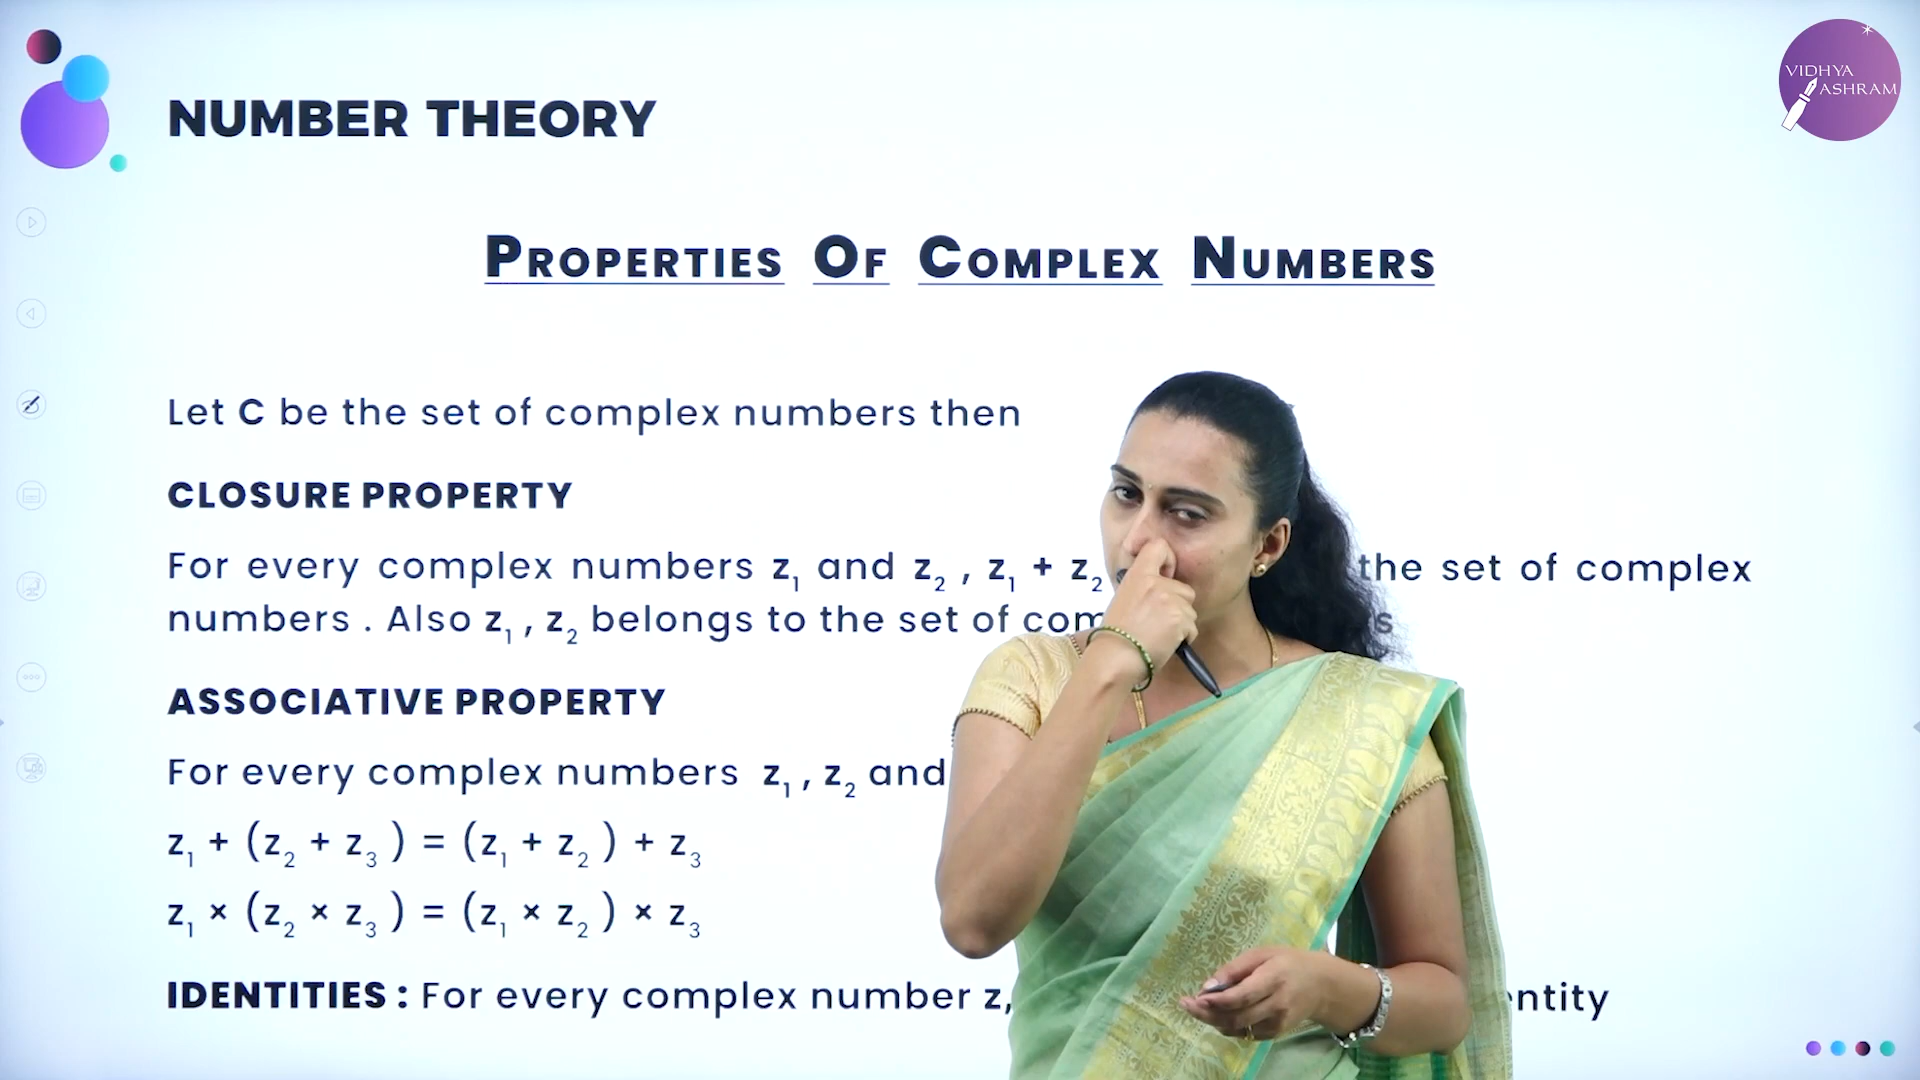 VIDHYA
ASHRAM
NUMBER THEORY
PROPERTIES OF COMPLEX NUMBERS
Let C be the set of complex numbers then
CLOSURE PROPERTY
For every complex numbers z₁ and z₂ , z₁ + z₂ the set of complex
numbers . Also z₁ , z₂ belongs to the set of
ASSOCIATIVE PROPERTY
For every complex numbers z₁ , z₂ and
z₁ + (z₂ + z₃ ) = (z₁ + z₂ ) + z₃
z₁ × (z₂ × z₃ ) = (z₁ × z₂ ) × z₃
IDENTITIES : For every complex number z,